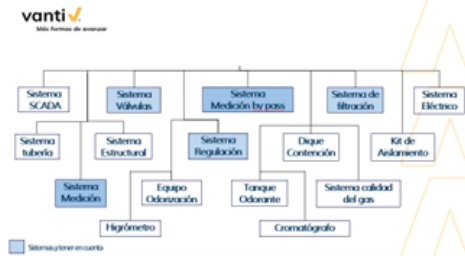 vanti
Más formas de avanzar
Sistema
SCADA
Sistema
Válvulas
Sistema
Medición by pass
Sistema de
filtración
Sistema
Eléctrico
Sistema
tubería
Sistema
Estructural
Sistema
Regulación
Dique
Contención
Kit de
Aislamiento
Sistema
Medición
Equipo
Odorización
Tanque
Odorante
Sistema calidad
del gas
Higrómetro
Cromatógrafo
Sistemas y tener en cuenta